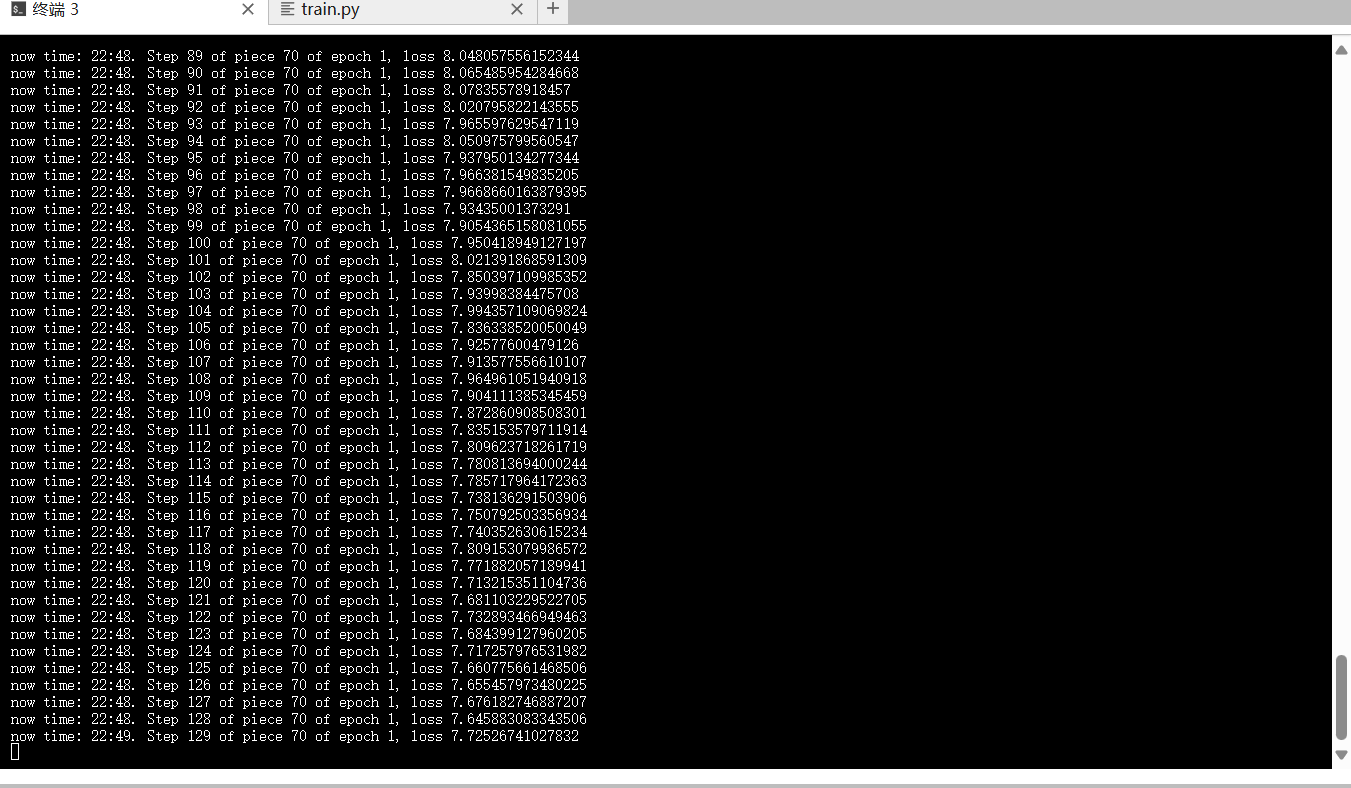 终端 3
train.py
now time: 22:48. Step 89 of piece 70 of epoch 1, loss 8.048057556152344
now time: 22:48. Step 90 of piece 70 of epoch 1, loss 8.065485954284668
now time: 22:48. Step 91 of piece 70 of epoch 1, loss 8.07835578918457
now time: 22:48. Step 92 of piece 70 of epoch 1, loss 8.020795822143555
now time: 22:48. Step 93 of piece 70 of epoch 1, loss 7.965597629547119
now time: 22:48. Step 94 of piece 70 of epoch 1, loss 8.050975799560547
now time: 22:48. Step 95 of piece 70 of epoch 1, loss 7.937950134277344
now time: 22:48. Step 96 of piece 70 of epoch 1, loss 7.966381549835205
now time: 22:48. Step 97 of piece 70 of epoch 1, loss 7.9668660163879395
now time: 22:48. Step 98 of piece 70 of epoch 1, loss 7.93435001373291
now time: 22:48. Step 99 of piece 70 of epoch 1, loss 7.9054365158081055
now time: 22:48. Step 100 of piece 70 of epoch 1, loss 7.950418949127197
now time: 22:48. Step 101 of piece 70 of epoch 1, loss 8.021391868591309
now time: 22:48. Step 102 of piece 70 of epoch 1, loss 7.850397109985352
now time: 22:48. Step 103 of piece 70 of epoch 1, loss 7.93998384475708
now time: 22:48. Step 104 of piece 70 of epoch 1, loss 7.994357109069824
now time: 22:48. Step 105 of piece 70 of epoch 1, loss 7.836338520050049
now time: 22:48. Step 106 of piece 70 of epoch 1, loss 7.92577600479126
now time: 22:48. Step 107 of piece 70 of epoch 1, loss 7.913577556610107
now time: 22:48. Step 108 of piece 70 of epoch 1, loss 7.964961051940918
now time: 22:48. Step 109 of piece 70 of epoch 1, loss 7.904111385345459
now time: 22:48. Step 110 of piece 70 of epoch 1, loss 7.872860908508301
now time: 22:48. Step 111 of piece 70 of epoch 1, loss 7.835153579711914
now time: 22:48. Step 112 of piece 70 of epoch 1, loss 7.809623718261719
now time: 22:48. Step 113 of piece 70 of epoch 1, loss 7.780813694000244
now time: 22:48. Step 114 of piece 70 of epoch 1, loss 7.785717964172363
now time: 22:48. Step 115 of piece 70 of epoch 1, loss 7.738136291503906
now time: 22:48. Step 116 of piece 70 of epoch 1, loss 7.750792503356934
now time: 22:48. Step 117 of piece 70 of epoch 1, loss 7.740352630615234
now time: 22:48. Step 118 of piece 70 of epoch 1, loss 7.809153079986572
now time: 22:48. Step 119 of piece 70 of epoch 1, loss 7.771882057189941
now time: 22:48. Step 120 of piece 70 of epoch 1, loss 7.713215351104736
now time: 22:48. Step 121 of piece 70 of epoch 1, loss 7.681103229522705
now time: 22:48. Step 122 of piece 70 of epoch 1, loss 7.732893466949463
now time: 22:48. Step 123 of piece 70 of epoch 1, loss 7.684399127960205
now time: 22:48. Step 124 of piece 70 of epoch 1, loss 7.717257976531982
now time: 22:48. Step 125 of piece 70 of epoch 1, loss 7.660775661468506
now time: 22:48. Step 126 of piece 70 of epoch 1, loss 7.655457973480225
now time: 22:48. Step 127 of piece 70 of epoch 1, loss 7.676182746887207
now time: 22:48. Step 128 of piece 70 of epoch 1, loss 7.645883083343506
now time: 22:49. Step 129 of piece 70 of epoch 1, loss 7.72526741027832